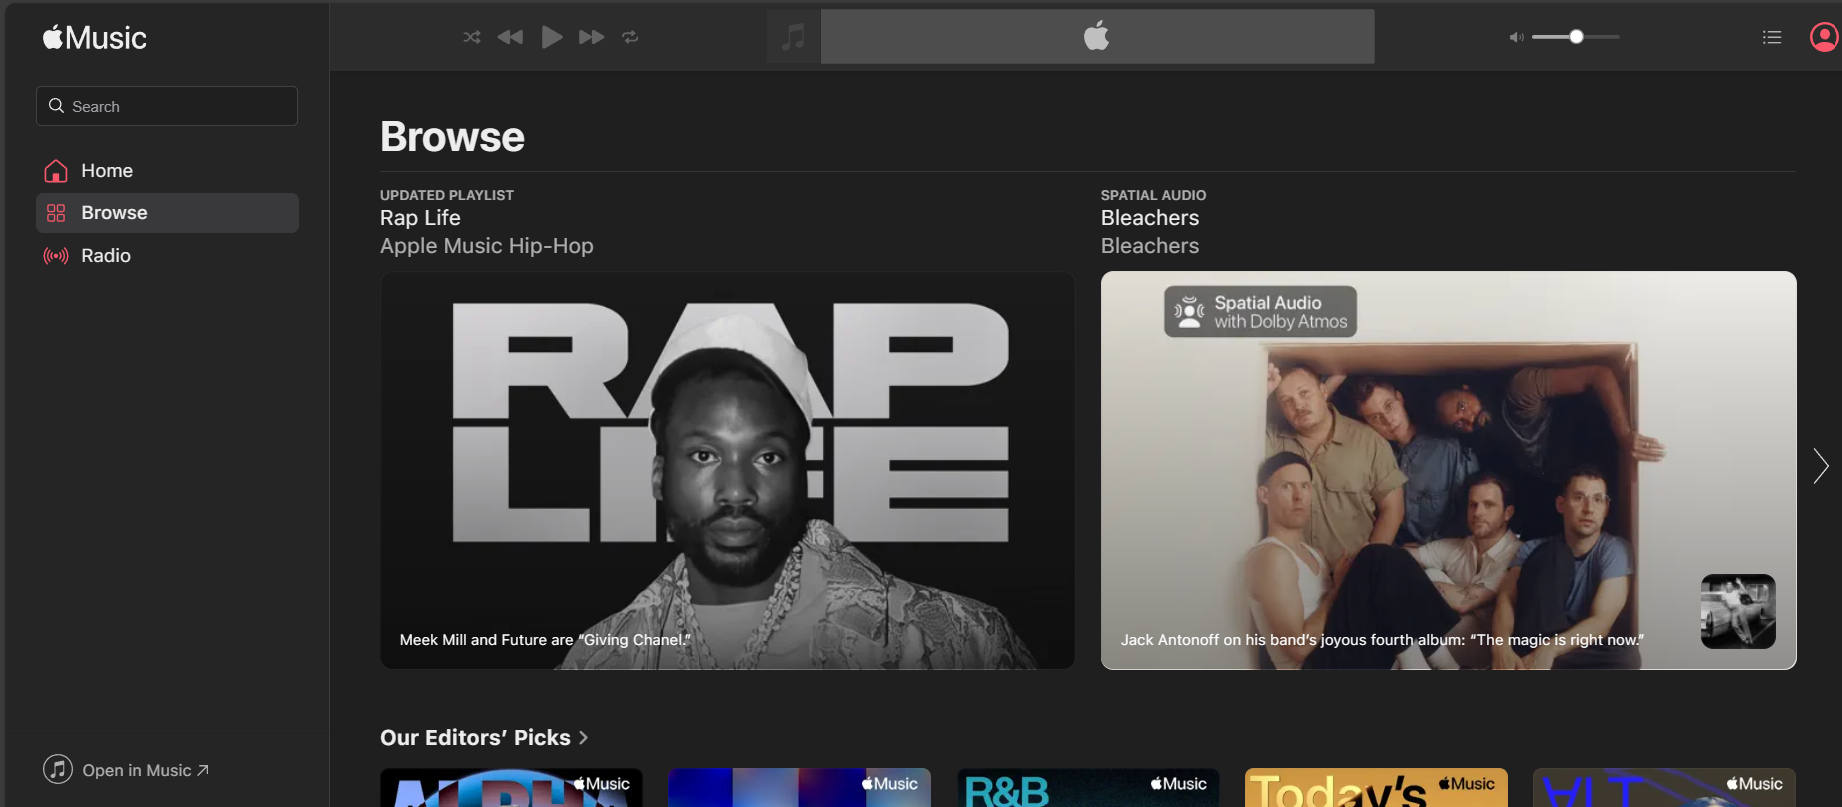 Music
Search
Home
Browse
Radio
Open in Music
Browse
UPDATED PLAYLIST
Rap Life
Apple Music Hip-Hop
RAP
LIFE
Meek Mill and Future are “Giving Chanel.”
SPATIAL AUDIO
Bleachers
Bleachers
Spatial Audio
with Dolby Atmos
Jack Antonoff on his band’s joyous fourth album: “The magic is right now.”
Our Editors’ Picks
Music
Music
R&B
Music
Today’s
Music
Music